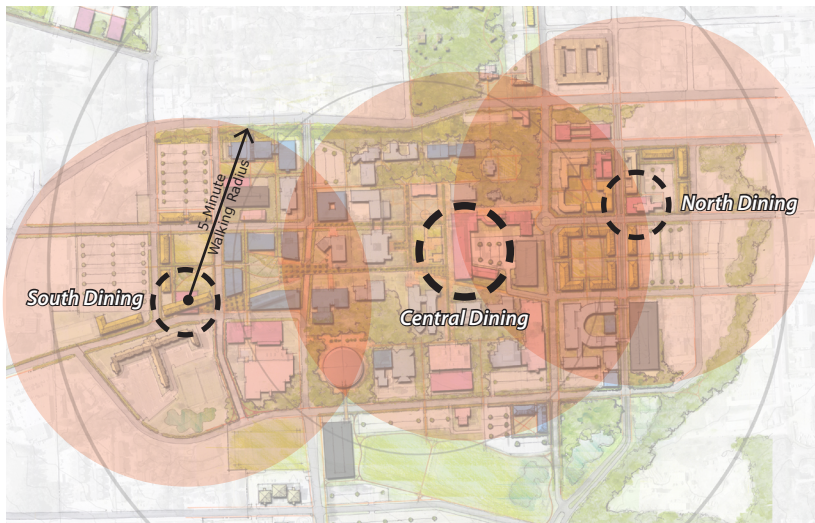 5-Minute
Walking Radius
North Dining
South Dining
Central Dining